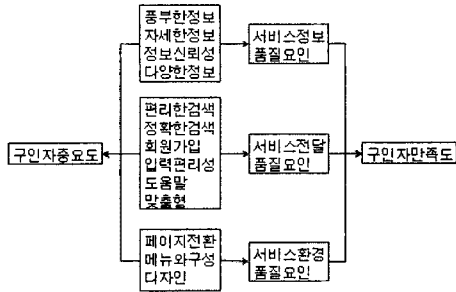 풍부한정보
자세한정보
정보신뢰성
다양한정보
서비스정보
품질요인
편리한검색
정확한검색
회원가입
입력편리성
도움말
맞춤형
구인자중요도
서비스전달
품질요인
구인자만족도
페이지전환
메뉴와구성
디자인
서비스환경
품질요인